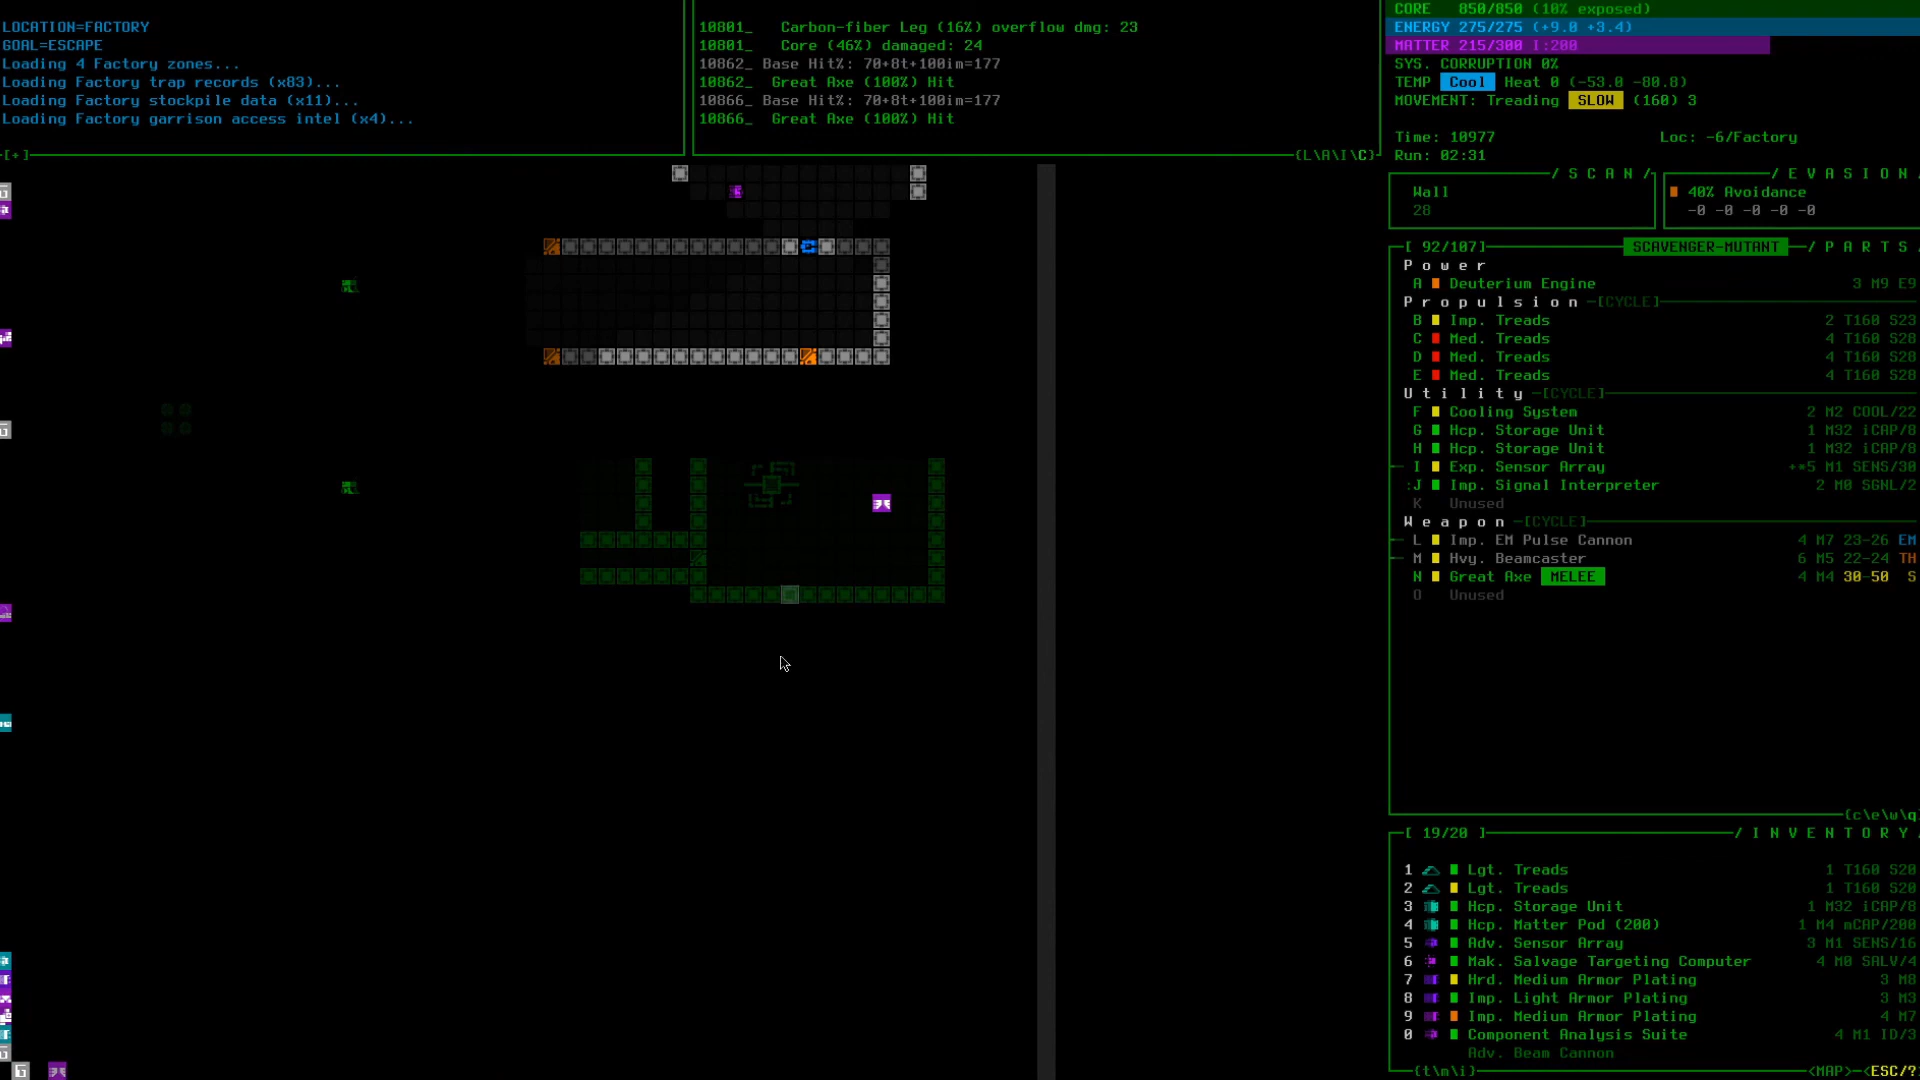 LOCATION=FACTORY
GOAL=ESCAPE
Loading 4 Factory zones...
Loading Factory trap records (x83)...
Loading Factory stockpile data (x11)...
Loading Factory garrison access intel (x4)...
[+]
10801_ Carbon-fiber Leg (16%) overflow dmg: 23
10801_ Core (46%) damaged: 24
10862_ Base Hit%: 70+8t+100im=177
10862_ Great Axe (100%) Hit
10866_ Base Hit%: 70+8t+100im=177
10866_ Great Axe (100%) Hit
(L\A\I\C)
CORE 850/850 (10% exposed)
ENERGY 275/275 (+9.0 +3.4)
MATTER 215/300 I:200
SYS. CORRUPTION 0%
TEMP Cool Heat 0 (-53.0 -80.8)
MOVEMENT: Treading SLOW (160) 3
Time: 10977 Loc: -6/Factory
Run: 02:31
/ S C A N /
Wall
28
/ E V A S I O N
40% Avoidance
-0 -0 -0 -0 -0
[ 92/107] SCAVENGER-MUTANT / P A R T S
P o w e r
A Deuterium Engine 3 M9 E9
P r o p u l s i o n [CYCLE]
B Imp. Treads 2 T160 S23
C Med. Treads 4 T160 S28
D Med. Treads 4 T160 S28
E Med. Treads 4 T160 S28
U t i l i t y [CYCLE]
F Cooling System 2 M2 COOL/22
G Hcp. Storage Unit 1 M32 iCAP/8
H Hcp. Storage Unit 1 M32 iCAP/8
I Exp. Sensor Array **5 M1 SENS/30
:J Imp. Signal Interpreter 2 M0 SGNL/2
K Unused
W e a p o n [CYCLE]
L Imp. EM Pulse Cannon 4 M7 23-26 EM
M Hvy. Beamcaster 6 M5 22-24 TH
N Great Axe MELEE 4 M4 30-50 S
O Unused
(c\e\w\q
[ 19/20 ] / I N V E N T O R Y
1 Lgt. Treads 1 T160 S20
2 Lgt. Treads 1 T160 S20
3 Hcp. Storage Unit 1 M32 iCAP/8
4 Hcp. Matter Pod (200) 1 M4 mCAP/200
5 Adv. Sensor Array 3 M1 SENS/16
6 Mak. Salvage Targeting Computer 4 M0 SALV/4
7 Hrd. Medium Armor Plating 3 M8
8 Imp. Light Armor Plating 3 M3
9 Imp. Medium Armor Plating 4 M7
0 Component Analysis Suite 4 M1 ID/3
Adv. Beam Cannon
(t\m\i) <MAP> <ESC/?